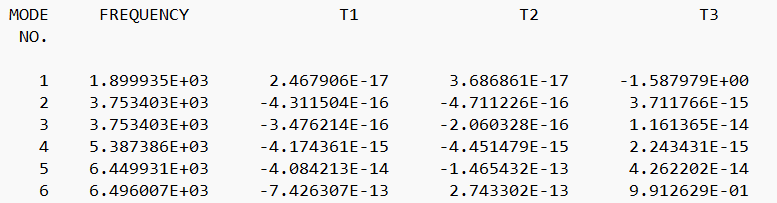 MODE FREQUENCY T1 T2 T3
NO.
1 1.899935E+03 2.467906E-17 3.686861E-17 -1.587979E+00
2 3.753403E+03 -4.311504E-16 -4.711226E-16 3.711766E-15
3 3.753403E+03 -3.476214E-16 -2.060328E-16 1.161365E-14
4 5.387386E+03 -4.174361E-15 -4.451479E-15 2.243431E-15
5 6.449931E+03 -4.084213E-14 -1.465432E-13 4.262202E-14
6 6.496007E+03 -7.426307E-13 2.743302E-13 9.912629E-01